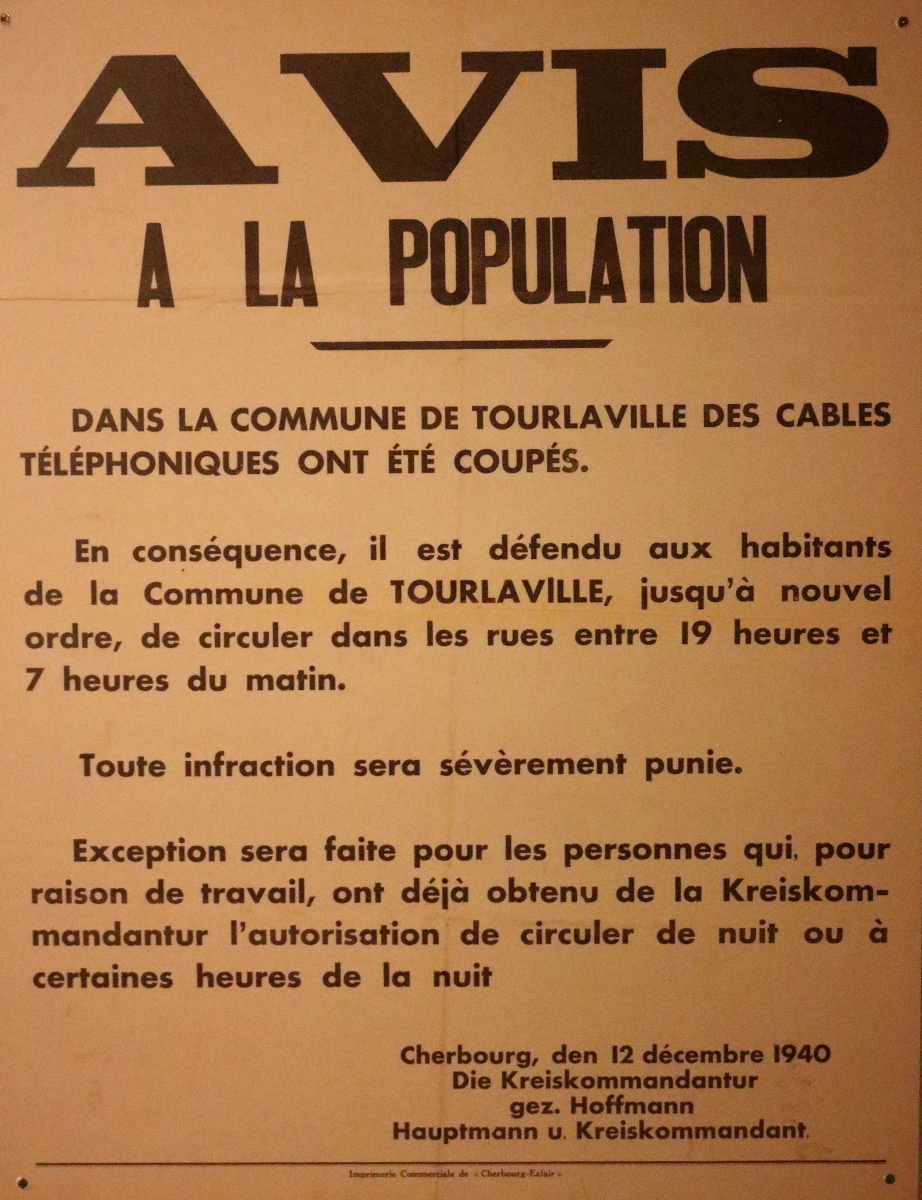 AVIS
A LA POPULATION
DANS LA COMMUNE DE TOURLAVILLE DES CABLES
TÉLÉPHONIQUES ONT ÉTÉ COUPÉS.
En conséquence, il est défendu aux habitants
de la Commune de TOURLAVILLE, jusqu'à nouvel
ordre, de circuler dans les rues entre 19 heures et
7 heures du matin.
Toute infraction sera sévèrement punie.
Exception sera faite pour les personnes qui, pour
raison de travail, ont déjà obtenu de la Kreiskom-
mandantur l'autorisation de circuler de nuit ou à
certaines heures de la nuit
Cherbourg, den 12 décembre 1940
Die Kreiskommandantur
gez. Hoffmann
Hauptmann u. Kreiskommandant.
Imprimerie Commerciale de « Cherbourg-Eclair »